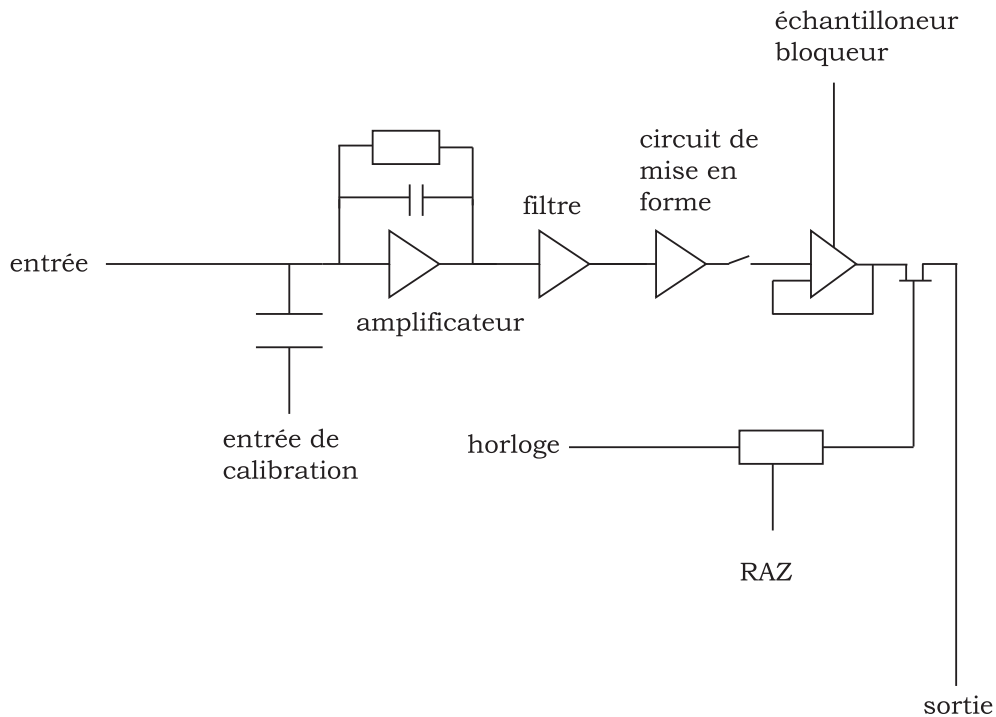 échantilloneur
bloqueur
circuit de
mise en
forme
filtre
entrée
amplificateur
entrée de
calibration
horloge
RAZ
sortie